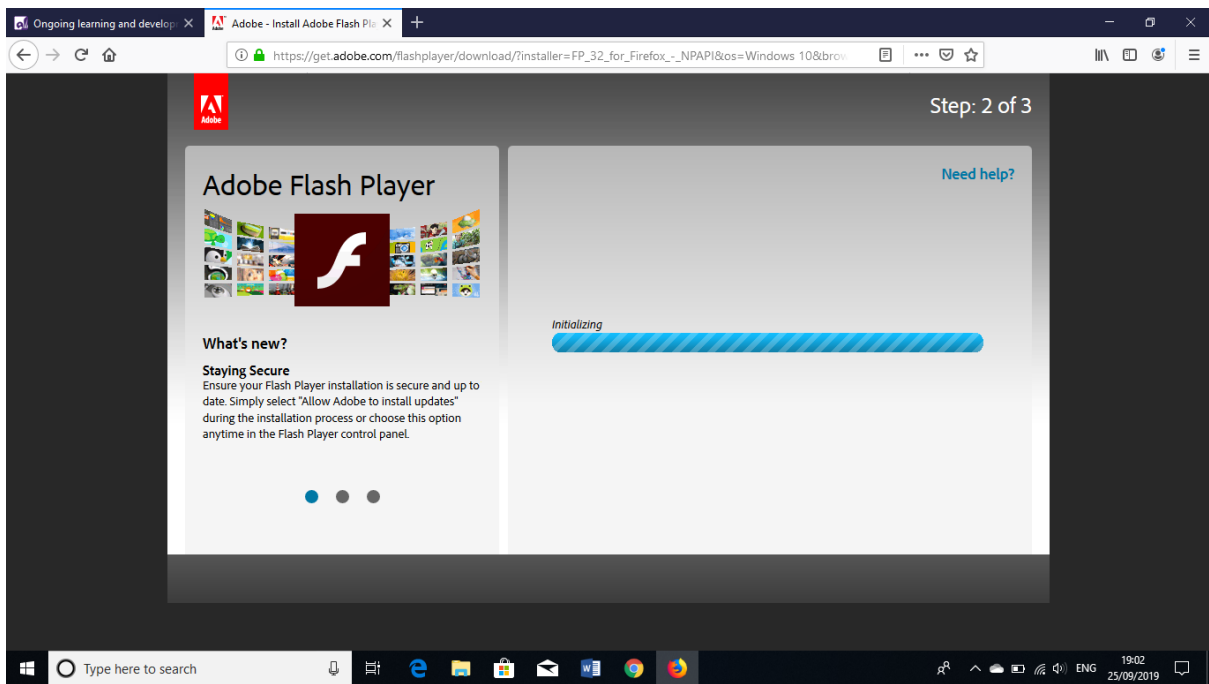 Ongoing learning and develop
Adobe - Install Adobe Flash Pla
https://get.adobe.com/flashplayer/download/?installer=FP_32_for_Firefox_-_NPAPI&os=Windows 10&brow
Adobe
Step: 2 of 3
Adobe Flash Player
Need help?
Initializing
What's new?
Staying Secure
Ensure your Flash Player installation is secure and up to
date. Simply select "Allow Adobe to install updates"
during the installation process or choose this option
anytime in the Flash Player control panel.
Type here to search
ENG
19:02
25/09/2019